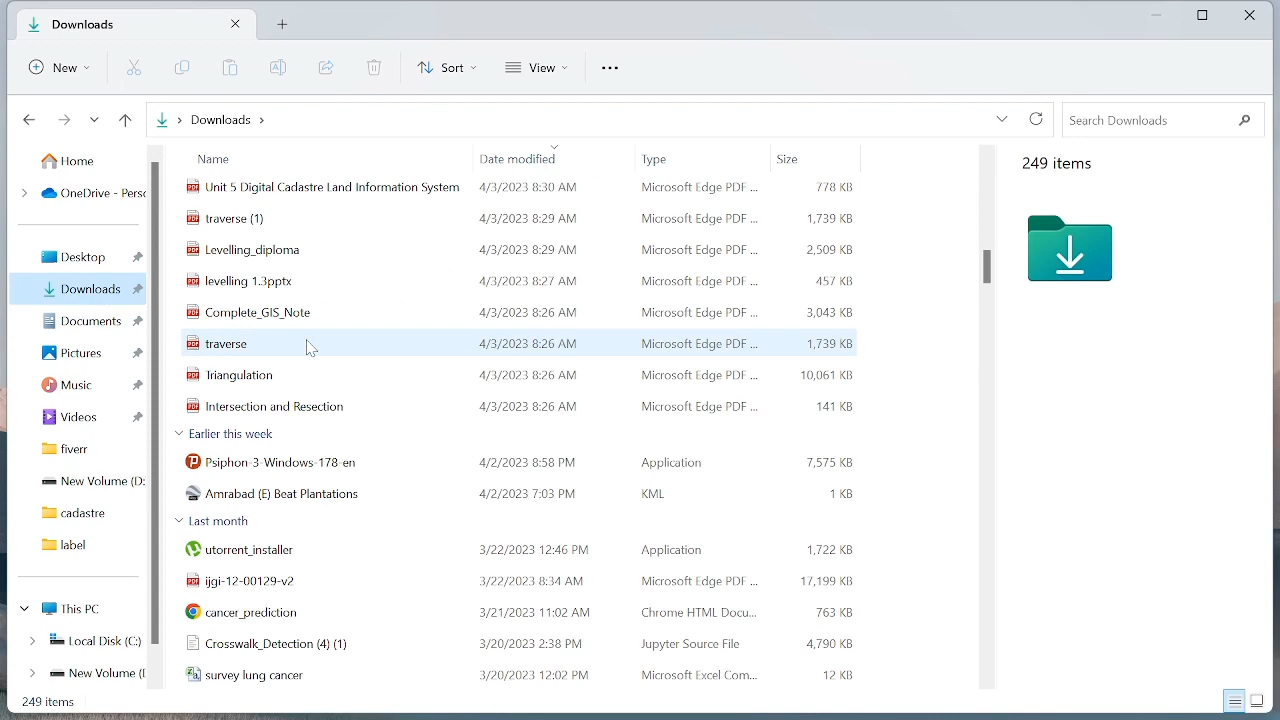 Downloads
New
Sort
View
Downloads
Search Downloads
Home
OneDrive - Perso
Desktop
Downloads
Documents
Pictures
Music
Videos
fiverr
New Volume (D:
cadastre
label
This PC
Local Disk (C:)
New Volume (
Name Date modified Type Size
Unit 5 Digital Cadastre Land Information System 4/3/2023 8:30 AM Microsoft Edge PDF ... 778 KB
traverse (1) 4/3/2023 8:29 AM Microsoft Edge PDF ... 1,739 KB
Levelling_diploma 4/3/2023 8:29 AM Microsoft Edge PDF ... 2,509 KB
levelling 1.3pptx 4/3/2023 8:27 AM Microsoft Edge PDF ... 457 KB
Complete_GIS_Note 4/3/2023 8:26 AM Microsoft Edge PDF ... 3,043 KB
traverse 4/3/2023 8:26 AM Microsoft Edge PDF ... 1,739 KB
Triangulation 4/3/2023 8:26 AM Microsoft Edge PDF ... 10,061 KB
Intersection and Resection 4/3/2023 8:26 AM Microsoft Edge PDF ... 141 KB
Earlier this week
Psiphon-3-Windows-178-en 4/2/2023 8:58 PM Application 7,575 KB
Amrabad (E) Beat Plantations 4/2/2023 7:03 PM KML 1 KB
Last month
utorrent_installer 3/22/2023 12:46 PM Application 1,722 KB
ijgi-12-00129-v2 3/22/2023 8:34 AM Microsoft Edge PDF ... 17,199 KB
cancer_prediction 3/21/2023 11:02 AM Chrome HTML Docu... 763 KB
Crosswalk_Detection (4) (1) 3/20/2023 2:38 PM Jupyter Source File 4,790 KB
survey lung cancer 3/20/2023 12:02 PM Microsoft Excel Com... 12 KB
249 items
249 items